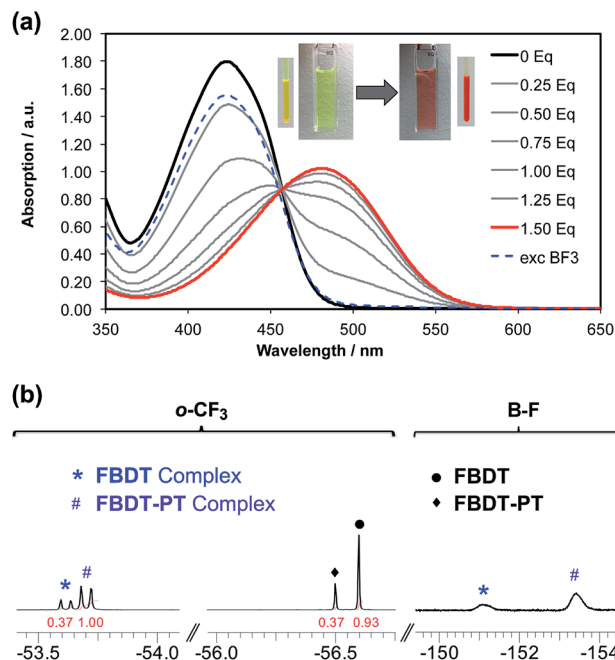 (a)
2.00
1.80
1.60
1.40
1.20
1.00
0.80
0.60
0.40
0.20
0.00
Absorption / a.u.
350 400 450 500 550 600 650
Wavelength / nm
0 Eq
0.25 Eq
0.50 Eq
0.75 Eq
1.00 Eq
1.25 Eq
1.50 Eq
exc BF3
(b)
o-CF₃ B-F
* FBDT Complex
# FBDT-PT Complex
● FBDT
♦ FBDT-PT
* # ♦ ● * #
0.37 1.00 0.37 0.93
-53.5 -54.0 // -56.0 -56.5 // -150 -152 -154